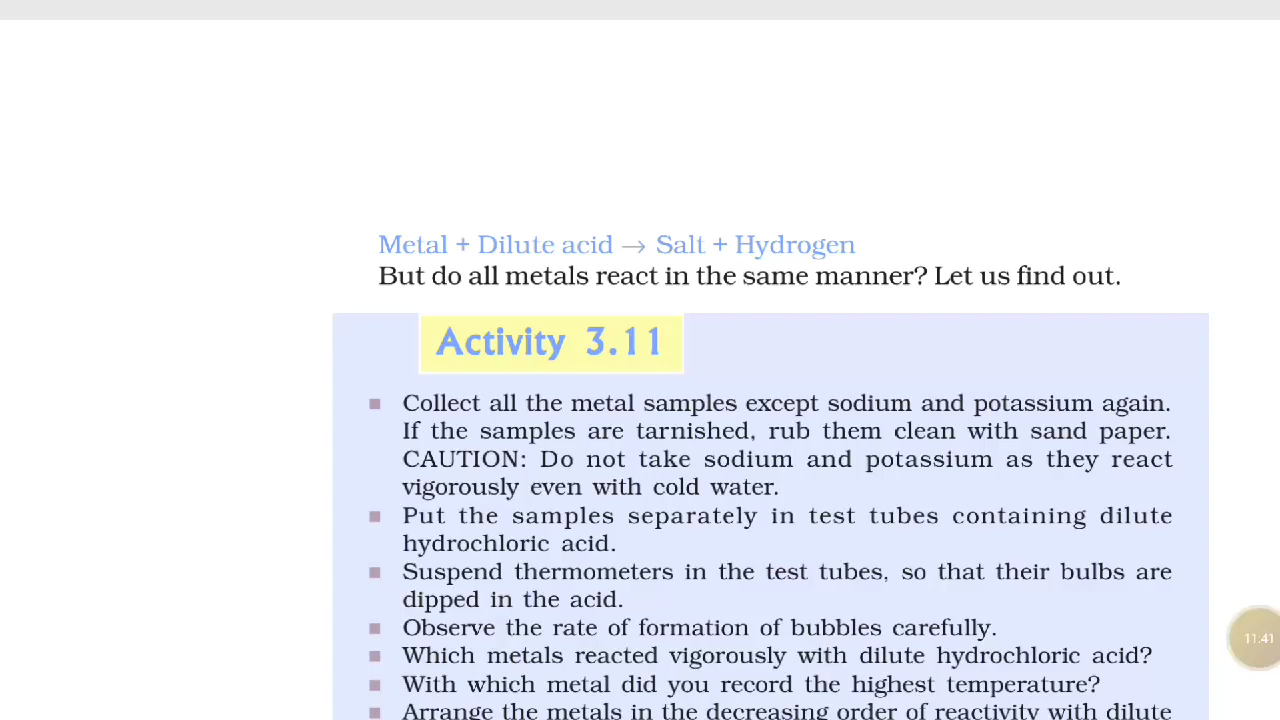 Metal + Dilute acid → Salt + Hydrogen
But do all metals react in the same manner? Let us find out.
Activity 3.11
Collect all the metal samples except sodium and potassium again.
If the samples are tarnished, rub them clean with sand paper.
CAUTION: Do not take sodium and potassium as they react
vigorously even with cold water.
Put the samples separately in test tubes containing dilute
hydrochloric acid.
Suspend thermometers in the test tubes, so that their bulbs are
dipped in the acid.
Observe the rate of formation of bubbles carefully.
Which metals reacted vigorously with dilute hydrochloric acid?
With which metal did you record the highest temperature?
Arrange the metals in the decreasing order of reactivity with dilute
11:41